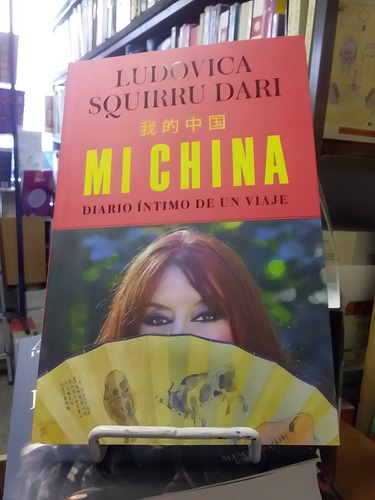 LUDOVICA
SQUIRRU DARI
我的中国
MI CHINA
DIARIO ÍNTIMO DE UN VIAJE